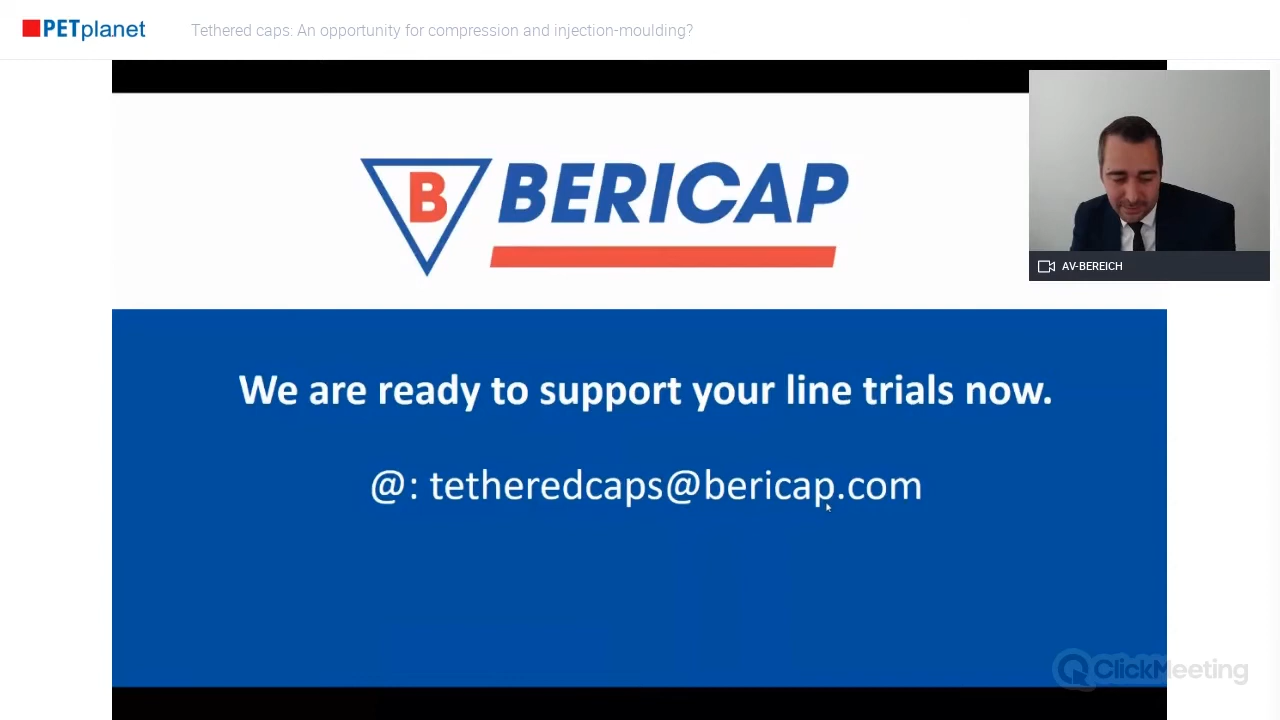 PETplanet
Tethered caps: An opportunity for compression and injection-moulding?
B BERICAP
AV-BEREICH
We are ready to support your line trials now.
@: tetheredcaps@bericap.com
ClickMeeting